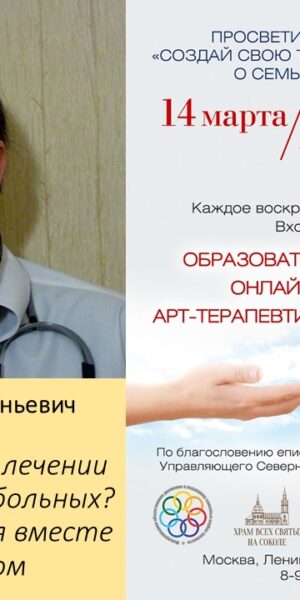 ньевич
лечении
больных?
я вместе
ом
ПРОСВЕТИ
«СОЗДАЙ СВОЮ Т
О СЕМЬ
14 марта/
Каждое воскр
Вхо
ОБРАЗОВАТ
ОНЛАЙ
АРТ-ТЕРАПЕВТИ
По благословению епис
Управляющего Северн
ХРАМ ВСЕХ СВЯТЫ
НА СОКОЛЕ
Москва, Лени
8-9